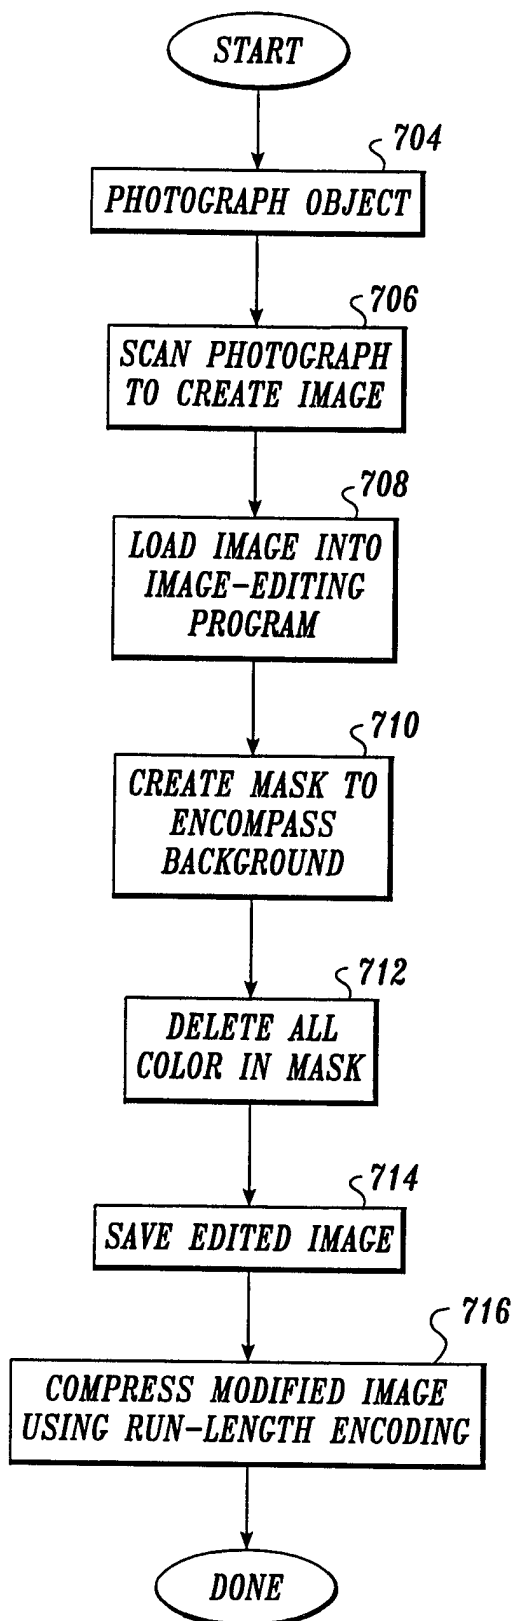 START
704
PHOTOGRAPH OBJECT
706
SCAN PHOTOGRAPH
TO CREATE IMAGE
708
LOAD IMAGE INTO
IMAGE-EDITING
PROGRAM
710
CREATE MASK TO
ENCOMPASS
BACKGROUND
712
DELETE ALL
COLOR IN MASK
714
SAVE EDITED IMAGE
716
COMPRESS MODIFIED IMAGE
USING RUN-LENGTH ENCODING
DONE